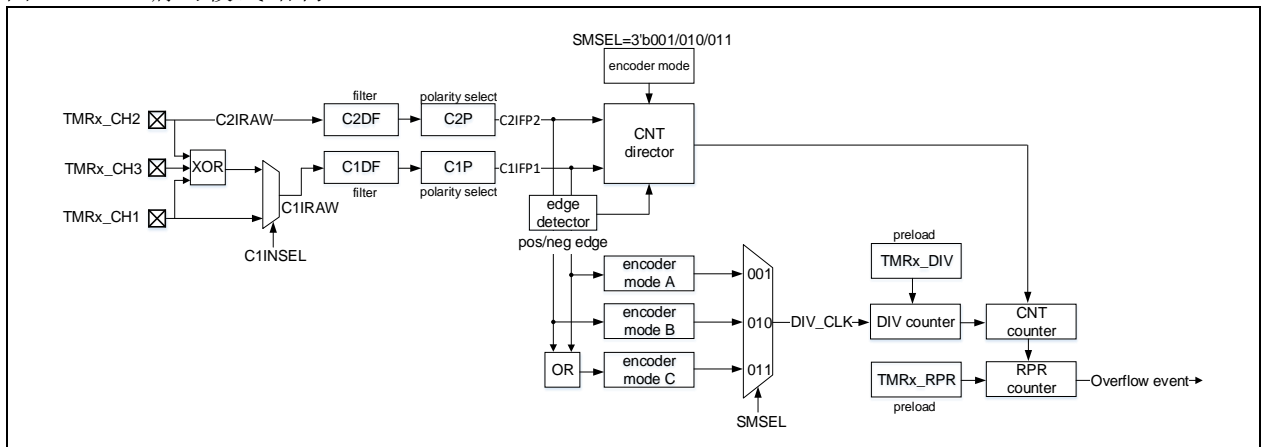 SMSEL=3'b001/010/011
encoder mode
filter
polarity select
TMRx_CH2
C2IRAW
C2DF
C2P
C2IFP2
CNT
director
TMRx_CH3
XOR
C1DF
C1P
C1IFP1
filter
polarity select
C1IRAW
TMRx_CH1
edge
detector
C1INSEL
pos/neg edge
preload
encoder
mode A
001
TMRx_DIV
encoder
mode B
010
DIV_CLK
DIV counter
CNT
counter
OR
encoder
mode C
011
TMRx_RPR
RPR
counter
Overflow event
preload
SMSEL